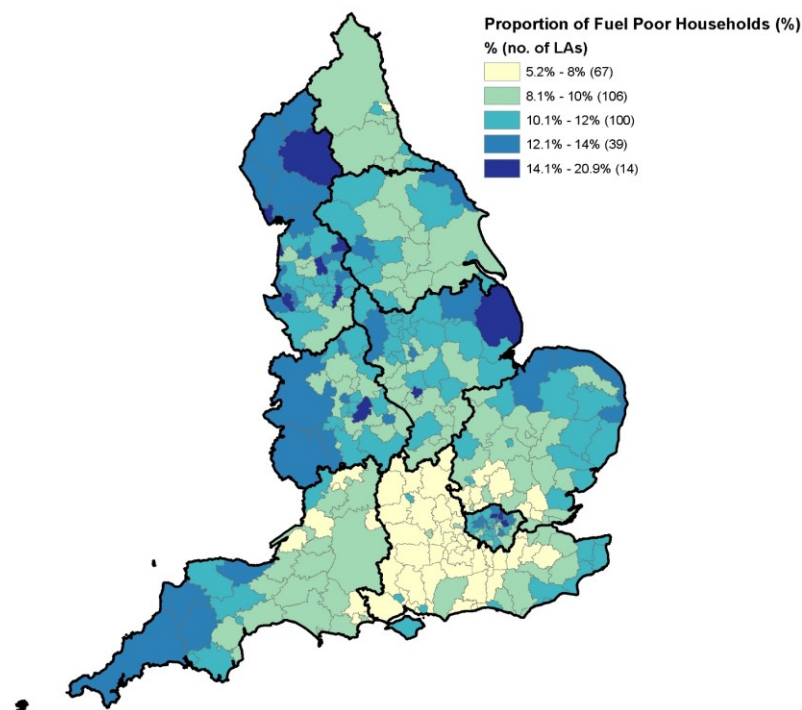 Proportion of Fuel Poor Households (%)
% (no. of LAs)
5.2% - 8% (67)
8.1% - 10% (106)
10.1% - 12% (100)
12.1% - 14% (39)
14.1% - 20.9% (14)